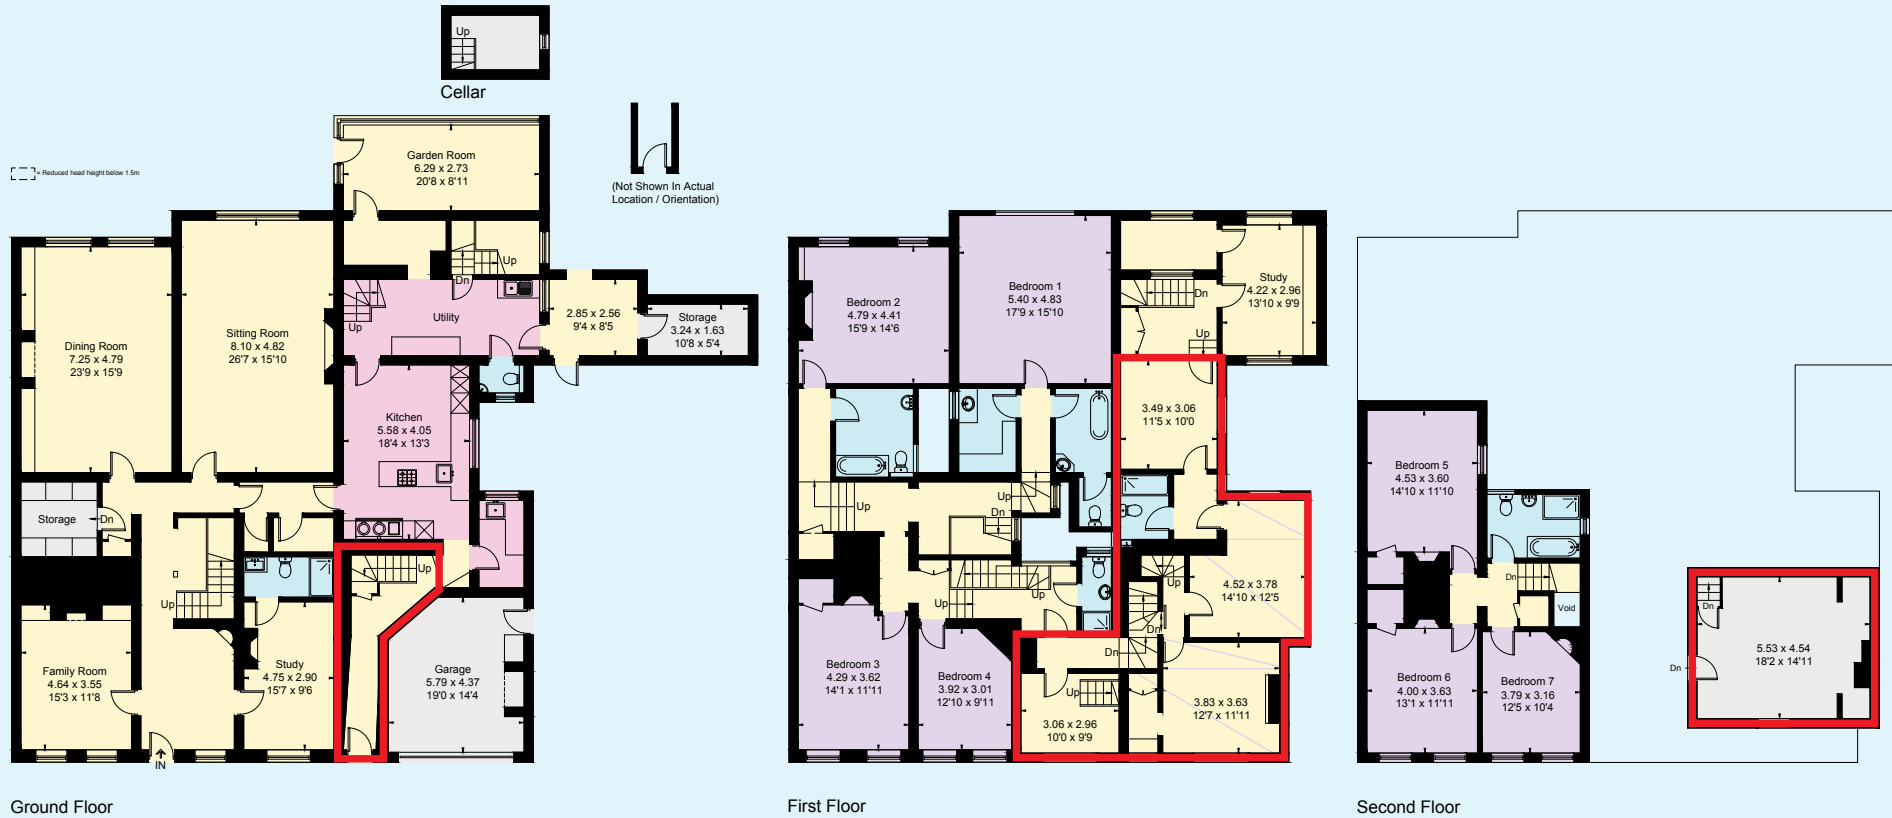 Up
Cellar
= Reduced head height below 1.5m
(Not Shown In Actual
Location / Orientation)
Garden Room
6.29 x 2.73
20'8 x 8'11
Up
Dn
Utility
Up
2.85 x 2.56
9'4 x 8'5
Storage
3.24 x 1.63
10'8 x 5'4
Dining Room
7.25 x 4.79
23'9 x 15'9
Sitting Room
8.10 x 4.82
26'7 x 15'10
Kitchen
5.58 x 4.05
18'4 x 13'3
Storage
Dn
Up
Up
Family Room
4.64 x 3.55
15'3 x 11'8
Study
4.75 x 2.90
15'7 x 9'6
Garage
5.79 x 4.37
19'0 x 14'4
IN
Ground Floor
Bedroom 2
4.79 x 4.41
15'9 x 14'6
Bedroom 1
5.40 x 4.83
17'9 x 15'10
Study
4.22 x 2.96
13'10 x 9'9
Dn
Up
3.49 x 3.06
11'5 x 10'0
Up
Up
Dn
Up
Up
4.52 x 3.78
14'10 x 12'5
Dn
Dn
Bedroom 3
4.29 x 3.62
14'1 x 11'11
Bedroom 4
3.92 x 3.01
12'10 x 9'11
Up
3.06 x 2.96
10'0 x 9'9
3.83 x 3.63
12'7 x 11'11
First Floor
Bedroom 5
4.53 x 3.60
14'10 x 11'10
Dn
Void
Bedroom 6
4.00 x 3.63
13'1 x 11'11
Bedroom 7
3.79 x 3.16
12'5 x 10'4
Dn
Dn
5.53 x 4.54
18'2 x 14'11
Second Floor